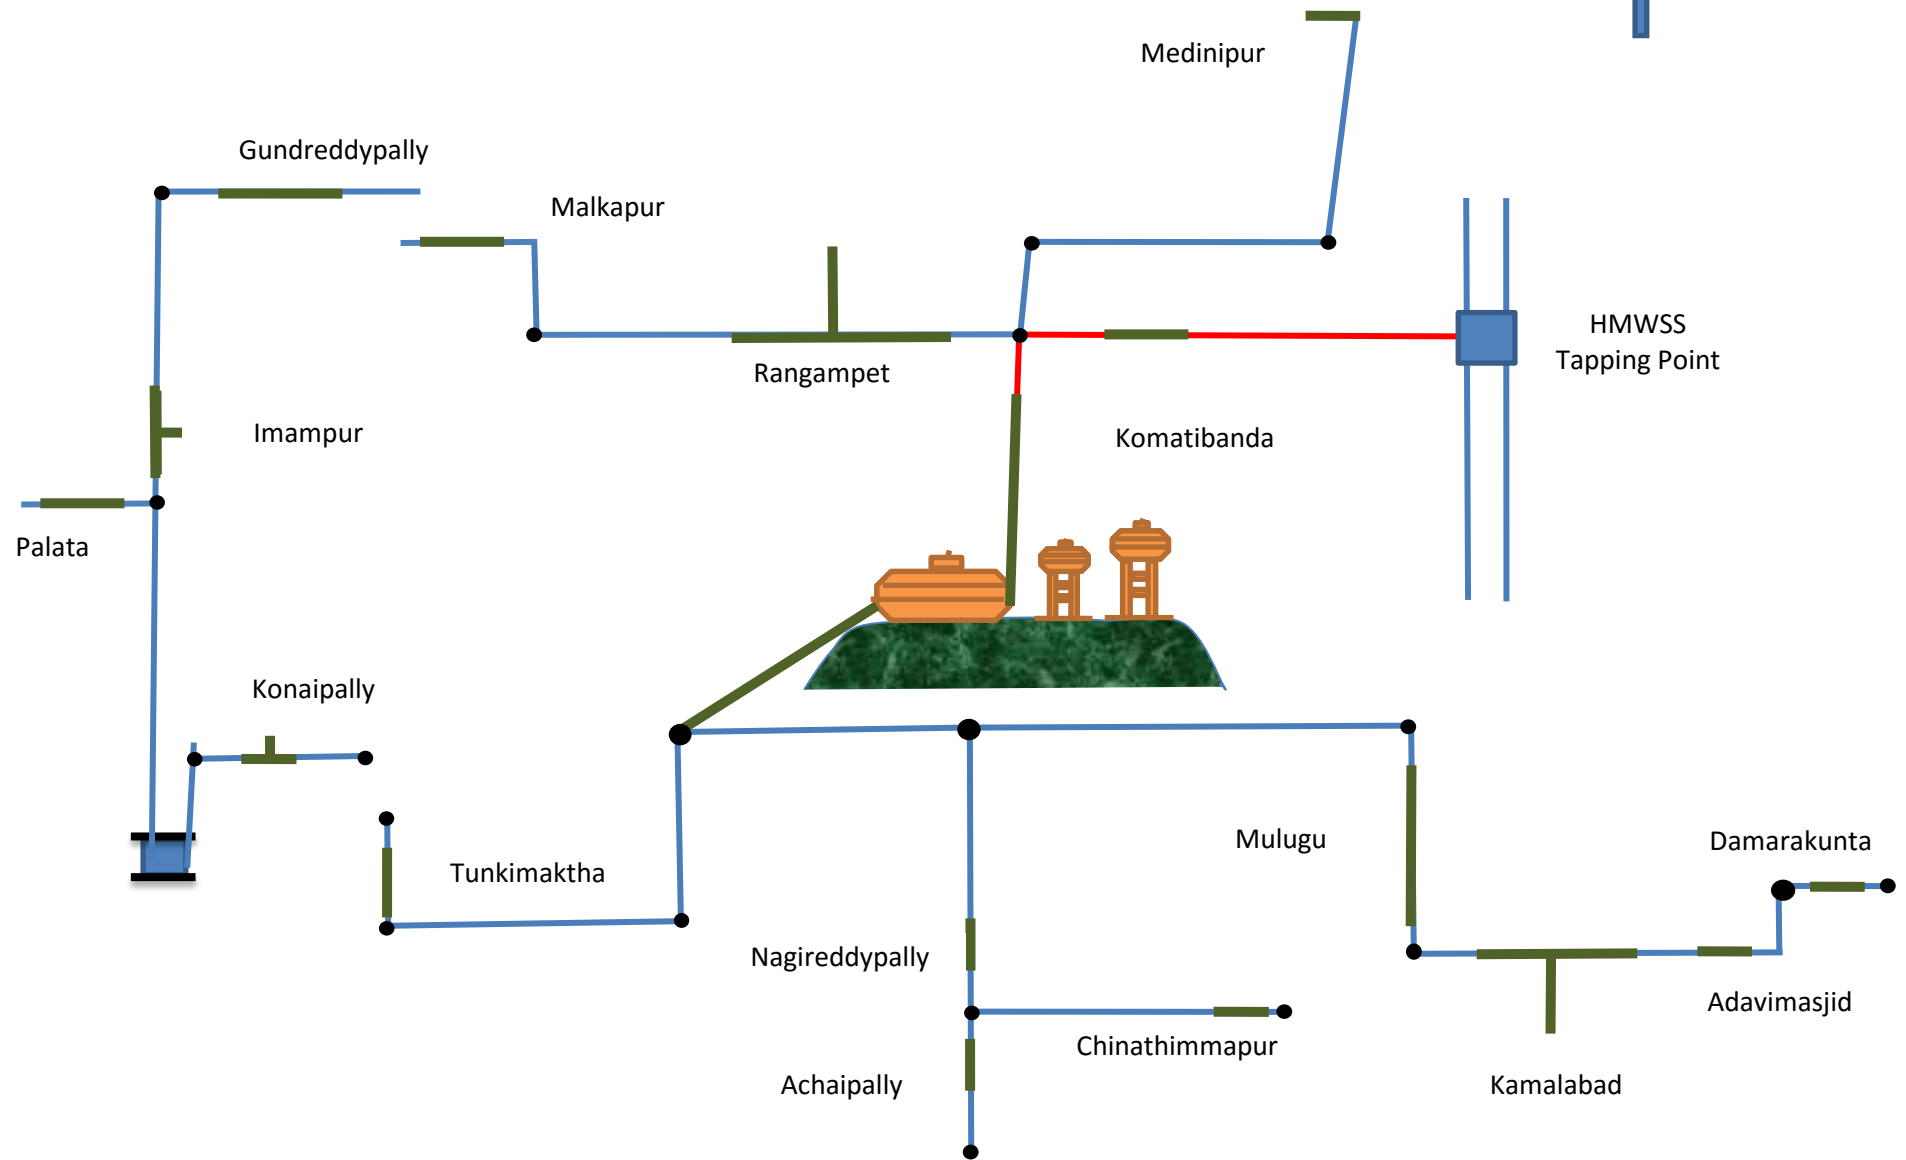 Medinipur
Gundreddypally
Malkapur
HMWSS
Tapping Point
Rangampet
Imampur
Komatibanda
Palata
Konaipally
Mulugu
Damarakunta
Tunkimaktha
Nagireddypally
Adavimasjid
Chinathimmapur
Achaipally
Kamalabad